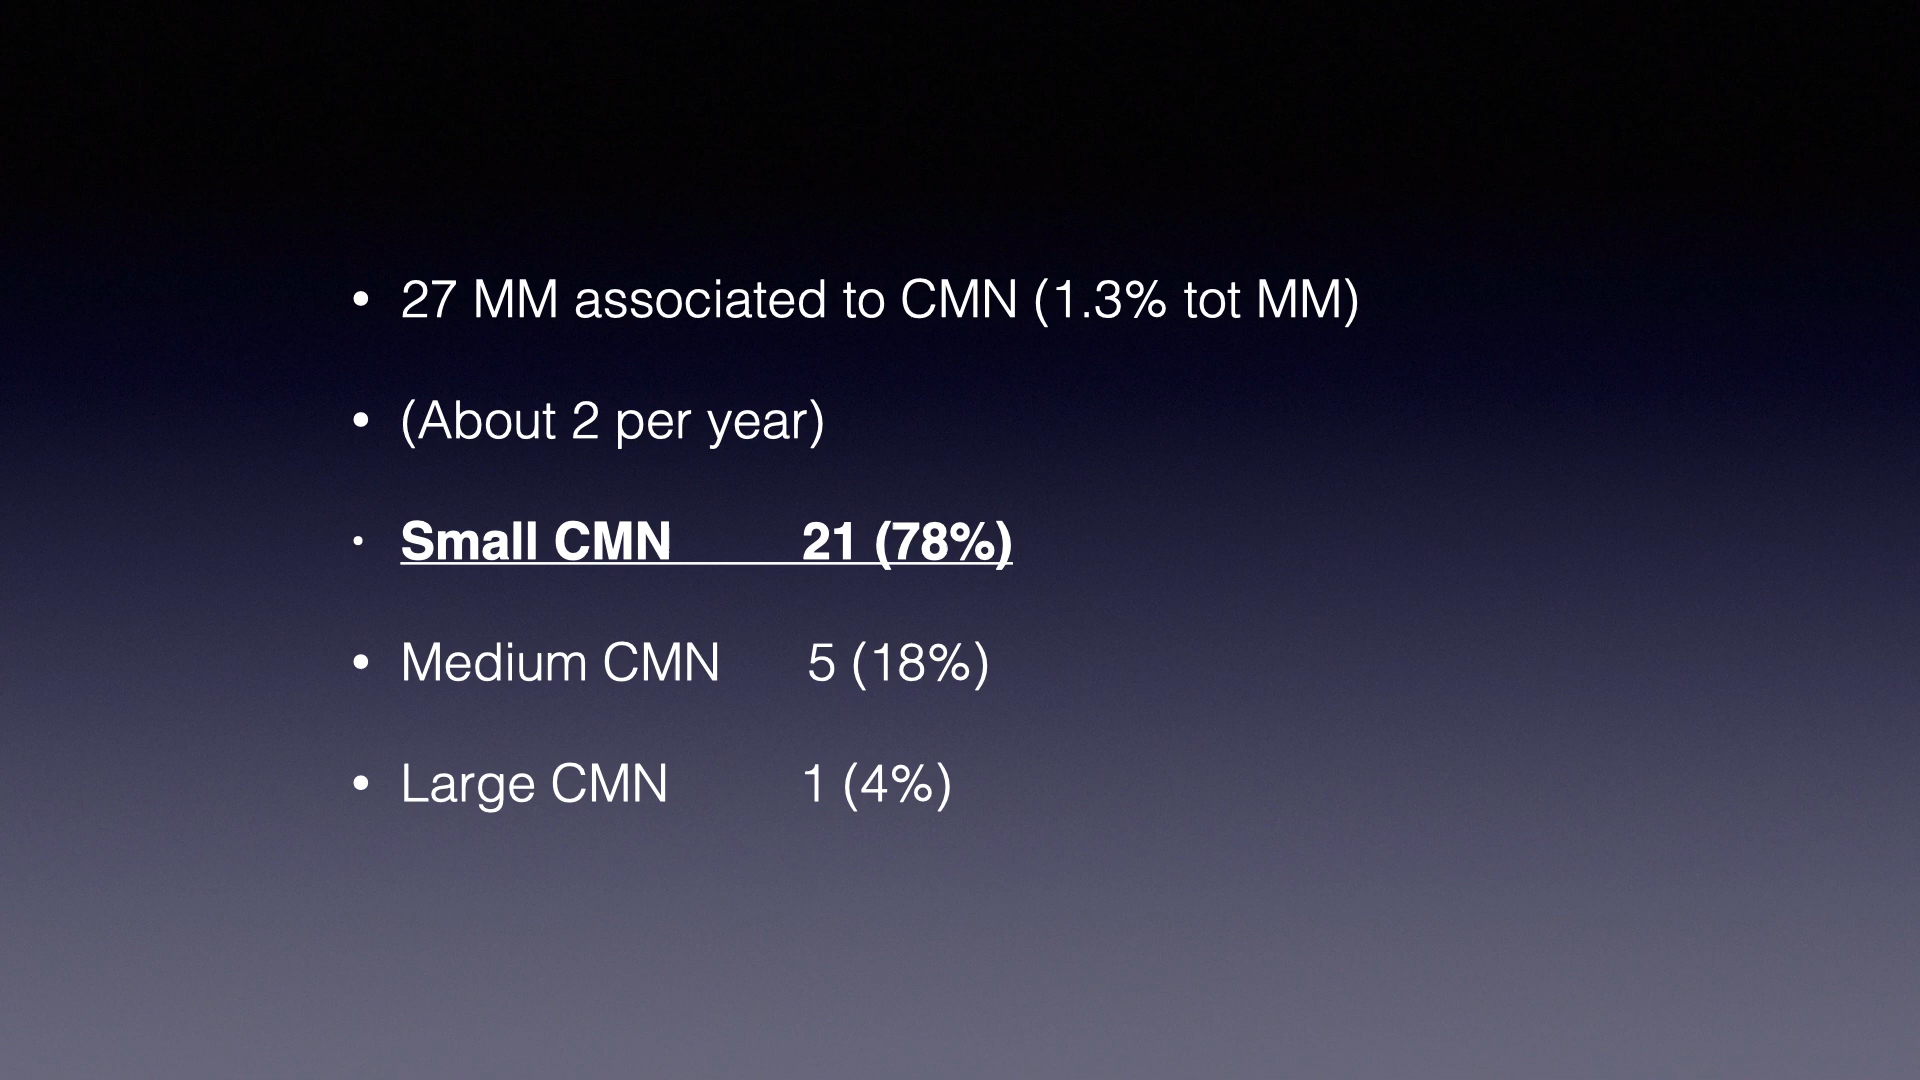 • 27 MM associated to CMN (1.3% tot MM)
• (About 2 per year)
• Small CMN 21 (78%)
• Medium CMN 5 (18%)
• Large CMN 1 (4%)